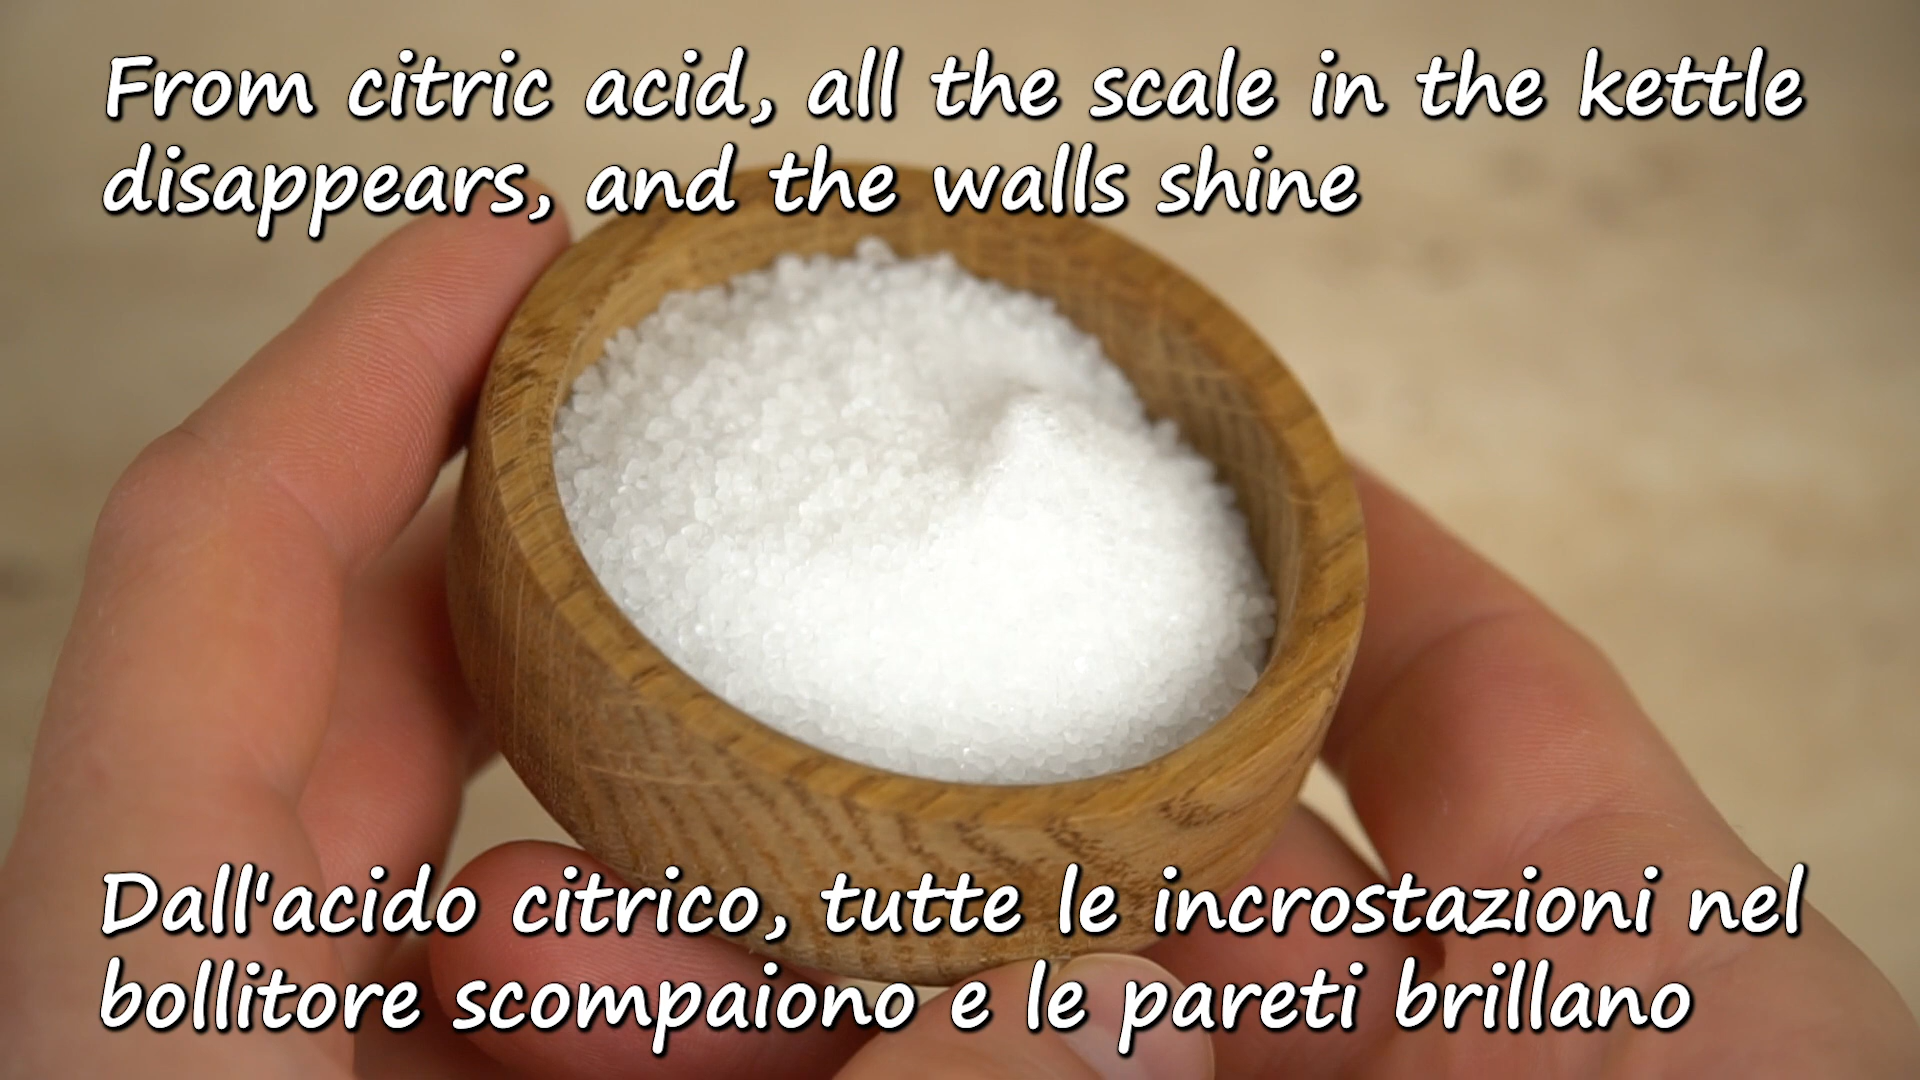 From citric acid, all the scale in the kettle
disappears, and the walls shine
Dall'acido citrico, tutte le incrostazioni nel
bollitore scompaiono e le pareti brillano